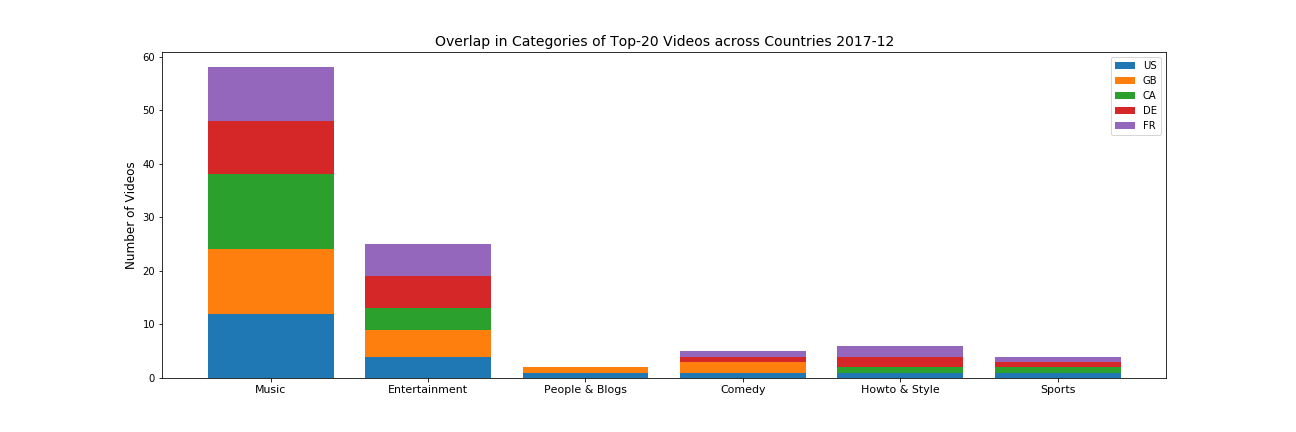 Overlap in Categories of Top-20 Videos across Countries 2017-12
Number of Videos
60
50
40
30
20
10
0
US
GB
CA
DE
FR
Music
Entertainment
People & Blogs
Comedy
Howto & Style
Sports